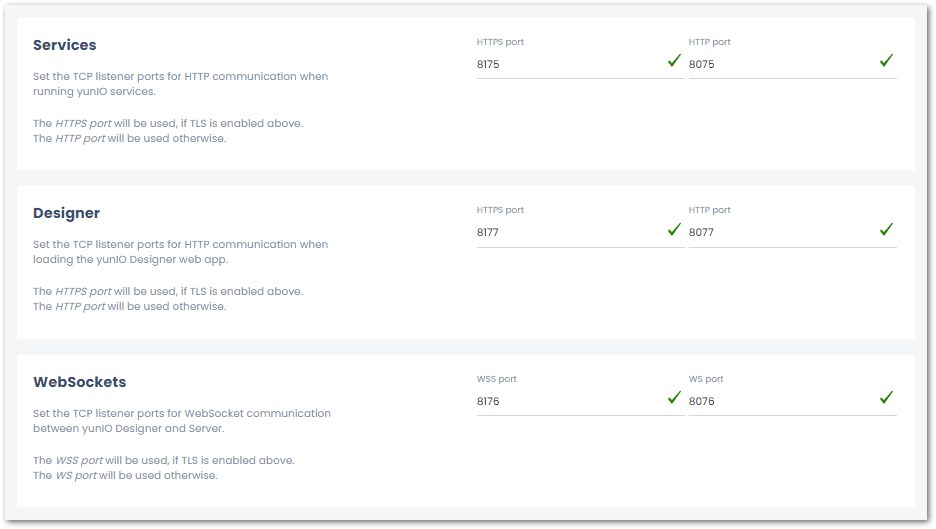 Services
Set the TCP listener ports for HTTP communication when
running yunIO services.
The HTTPS port will be used, if TLS is enabled above.
The HTTP port will be used otherwise.
HTTPS port
8175
HTTP port
8075
Designer
Set the TCP listener ports for HTTP communication when
loading the yunIO Designer web app.
The HTTPS port will be used, if TLS is enabled above.
The HTTP port will be used otherwise.
HTTPS port
8177
HTTP port
8077
WebSockets
Set the TCP listener ports for WebSocket communication
between yunIO Designer and Server.
The WSS port will be used, if TLS is enabled above.
The WS port will be used otherwise.
WSS port
8176
WS port
8076